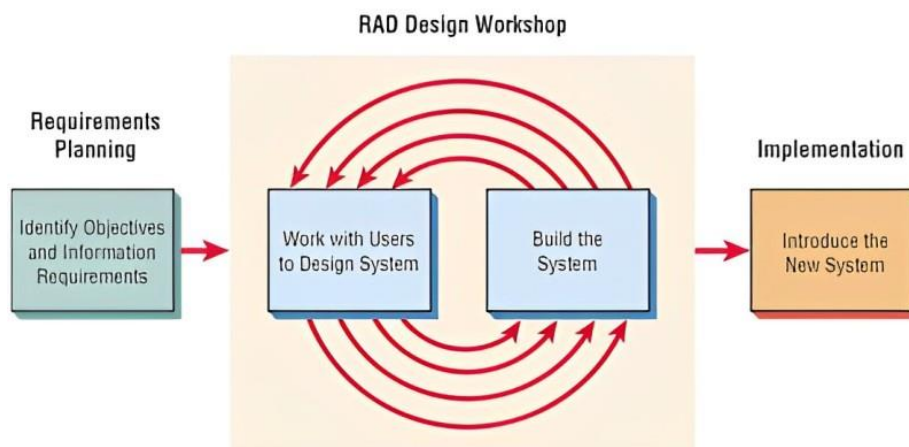 RAD Design Workshop
Requirements
Planning
Identify Objectives
and Information
Requirements
Work with Users
to Design System
Build the
System
Implementation
Introduce the
New System